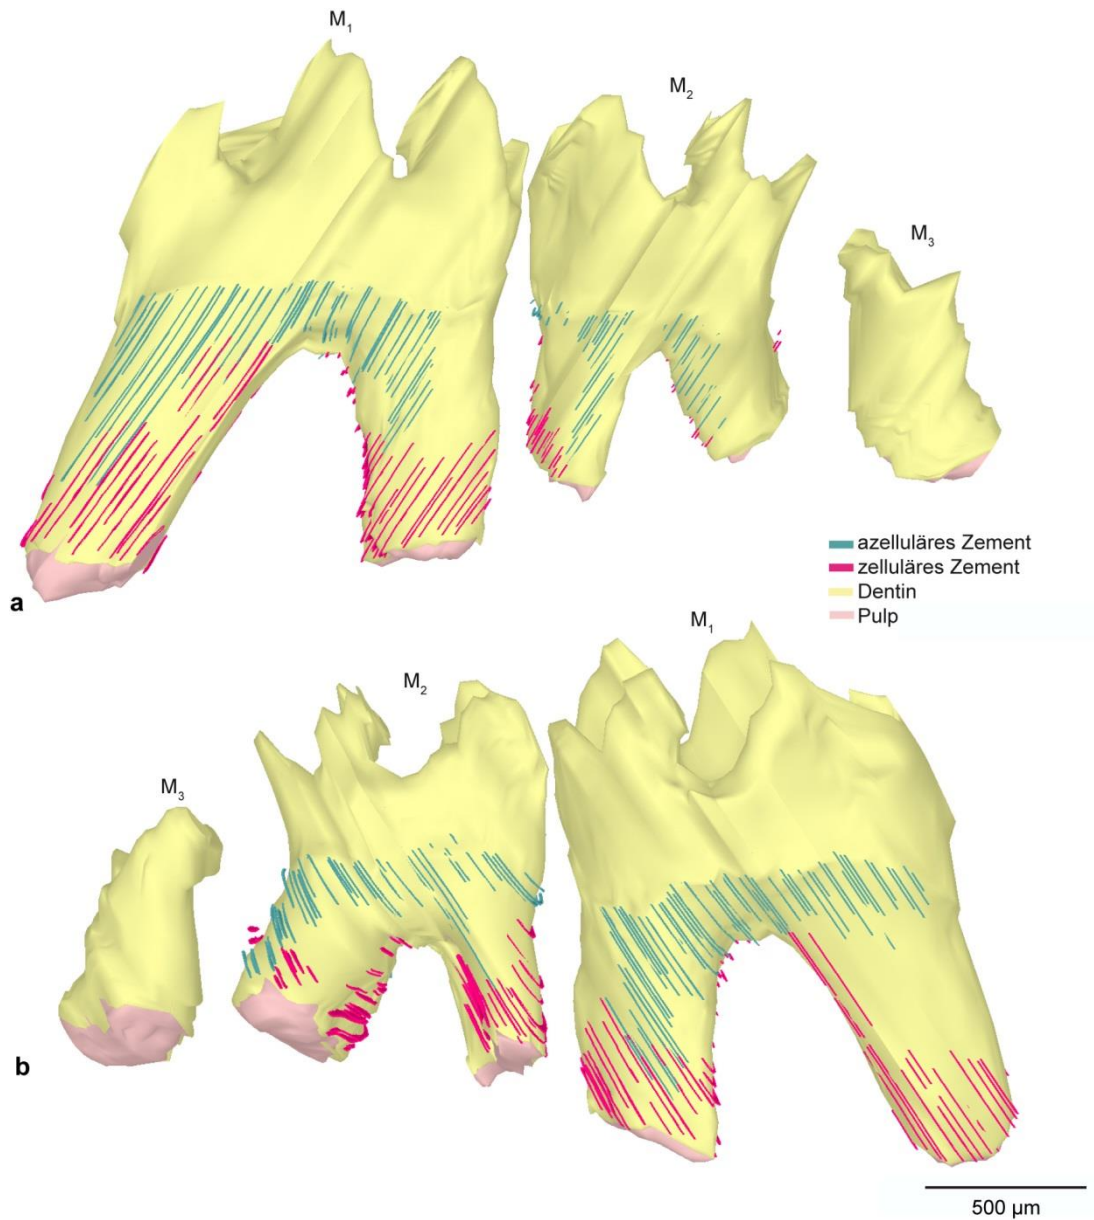 M₁
M₂
M₃
azelluläres Zement
zelluläres Zement
Dentin
Pulp
a
M₁
M₂
M₃
b
500 µm